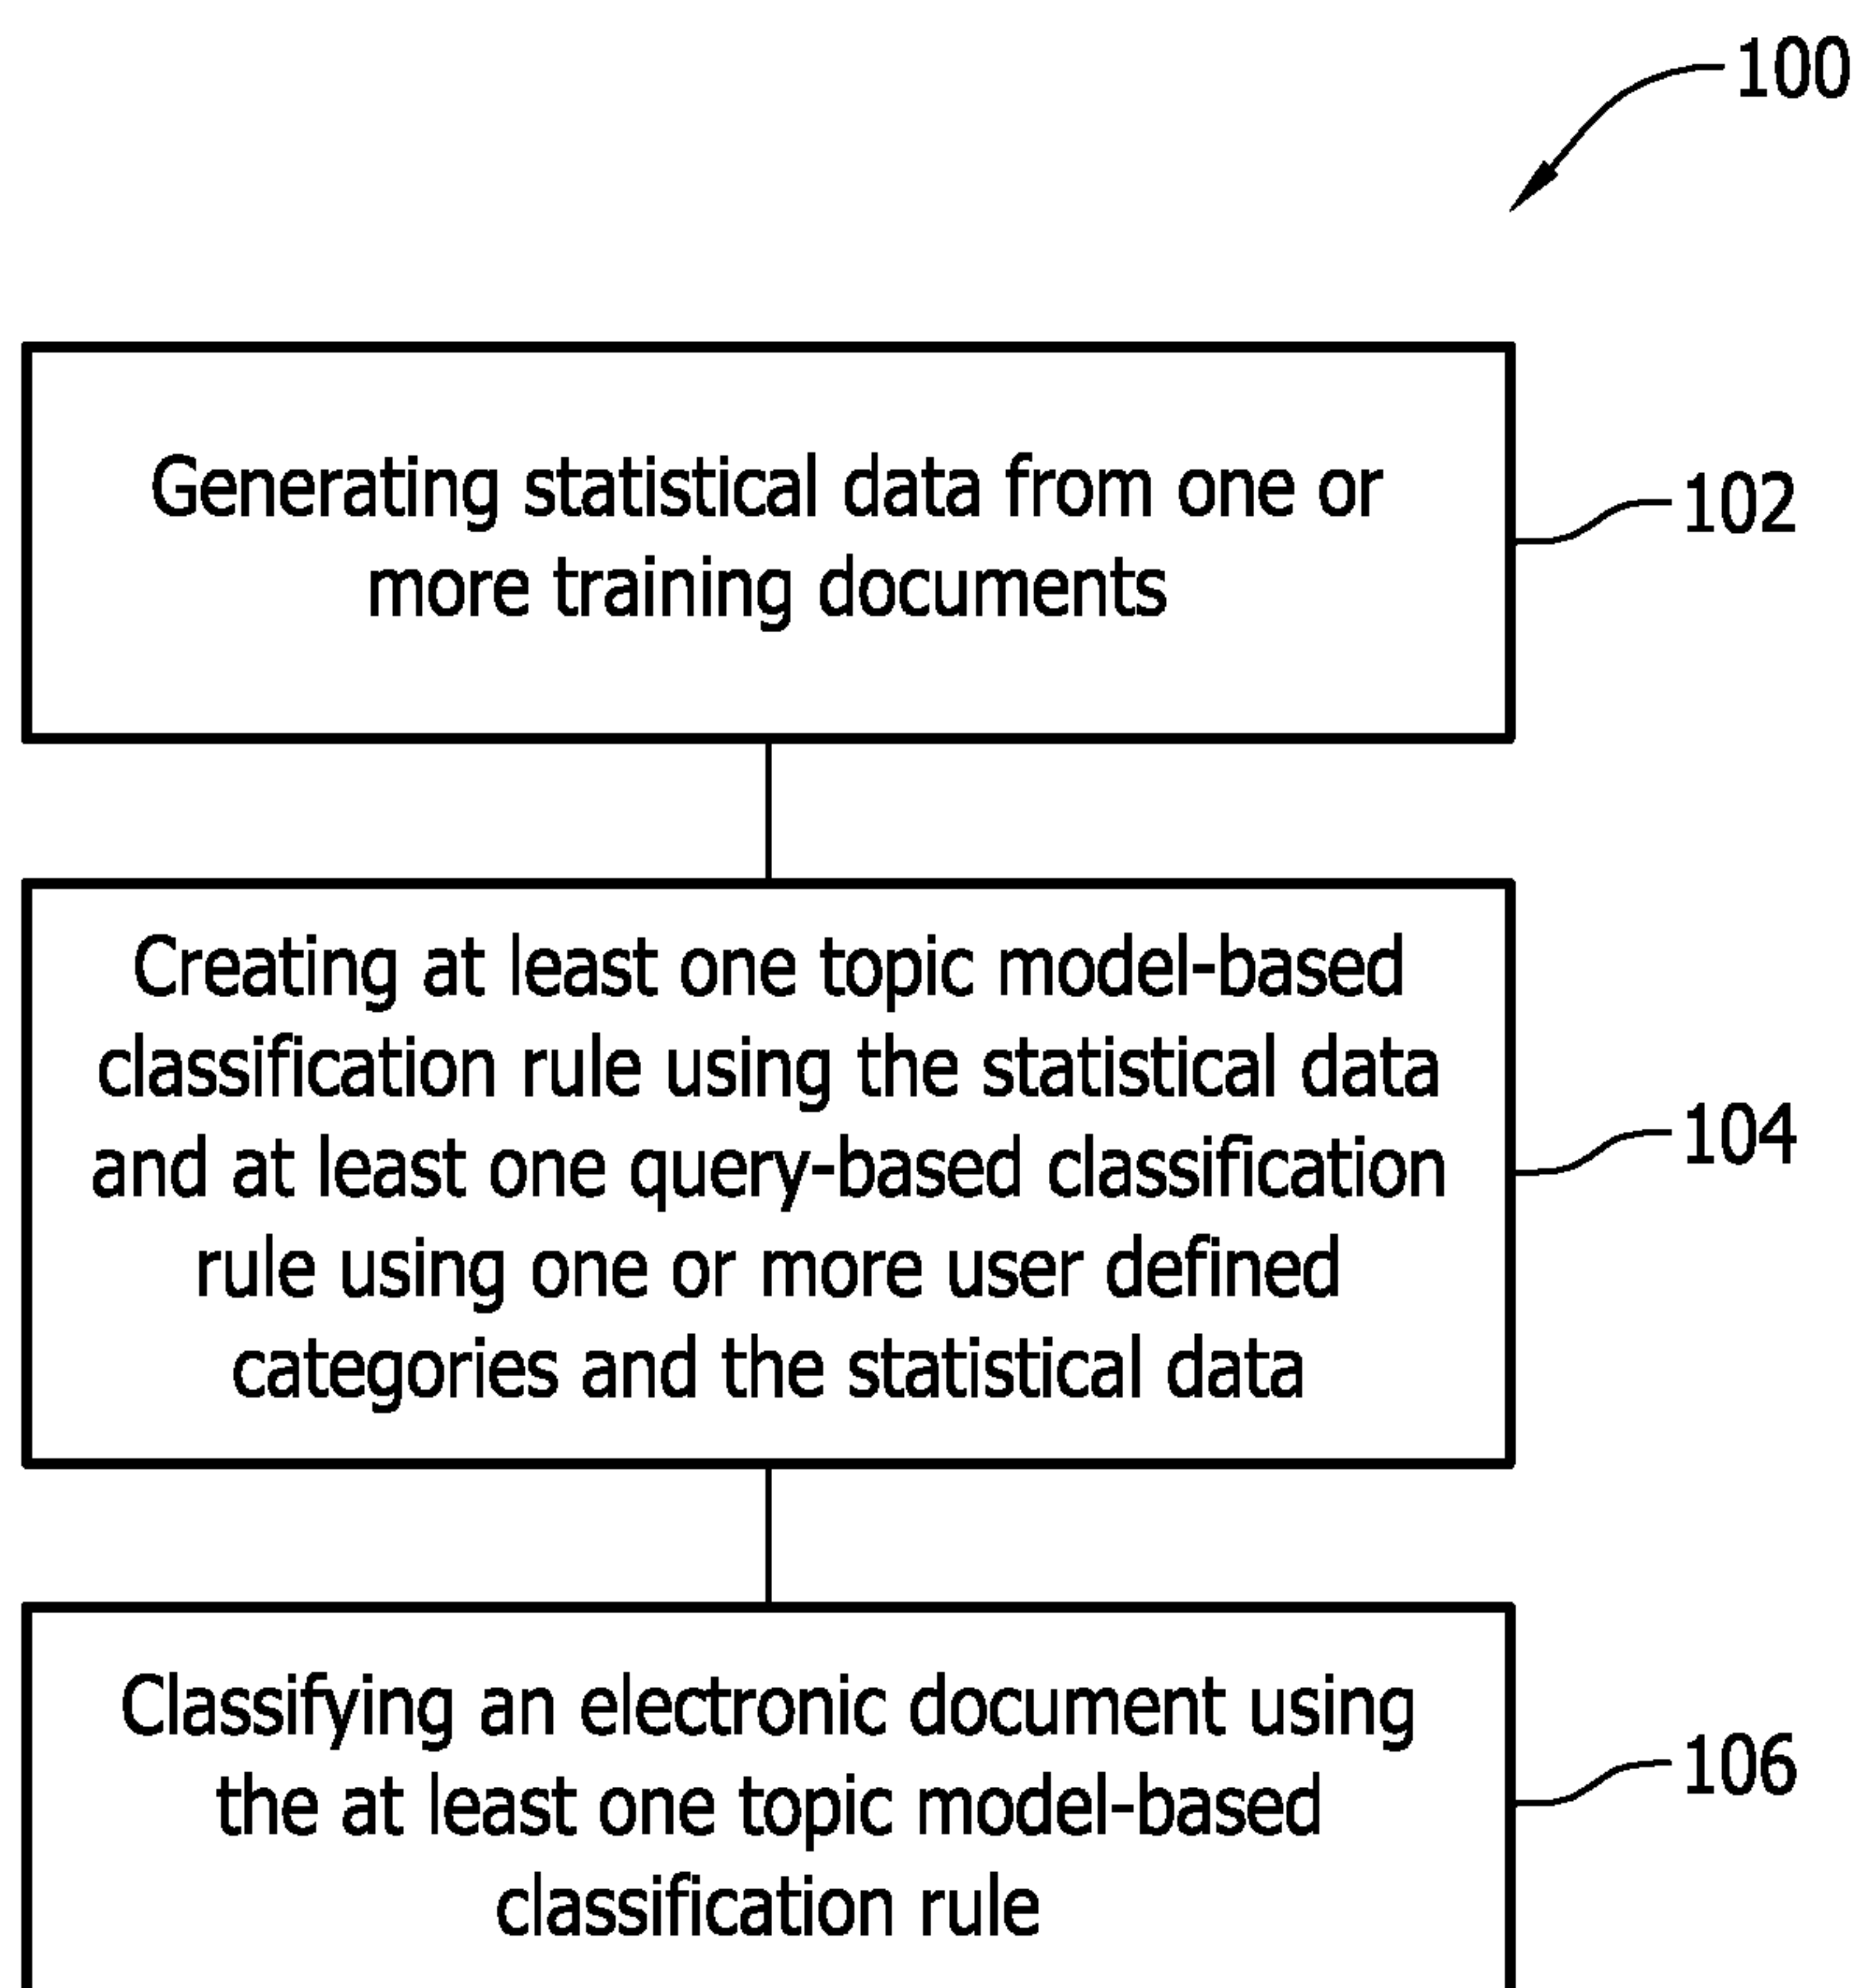 100
Generating statistical data from one or
more training documents
102
Creating at least one topic model-based
classification rule using the statistical data
and at least one query-based classification
rule using one or more user defined
categories and the statistical data
104
Classifying an electronic document using
the at least one topic model-based
classification rule
106